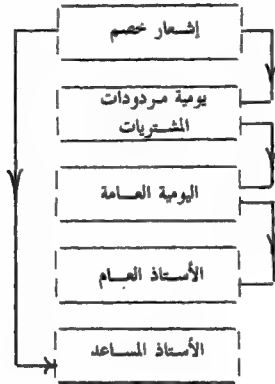 إشعار خصم
يومية مردودات
المشتريات
اليومية العامة
الأستاذ العام
الأستاذ المساعد